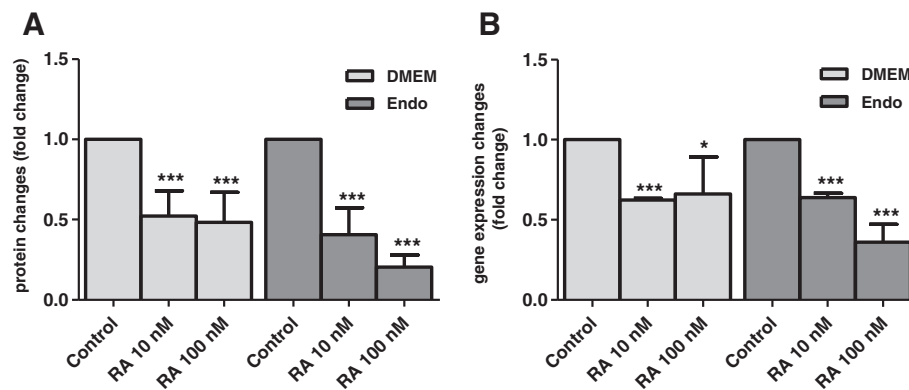 A
protein changes (fold change)
1.5
1.0
0.5
0.0
DMEM
Endo
***
***
***
***
Control
RA 10 nM
RA 100 nM
Control
RA 10 nM
RA 100 nM
B
gene expression changes
(fold change)
1.5
1.0
0.5
0.0
DMEM
Endo
***
*
***
***
Control
RA 10 nM
RA 100 nM
Control
RA 10 nM
RA 100 nM